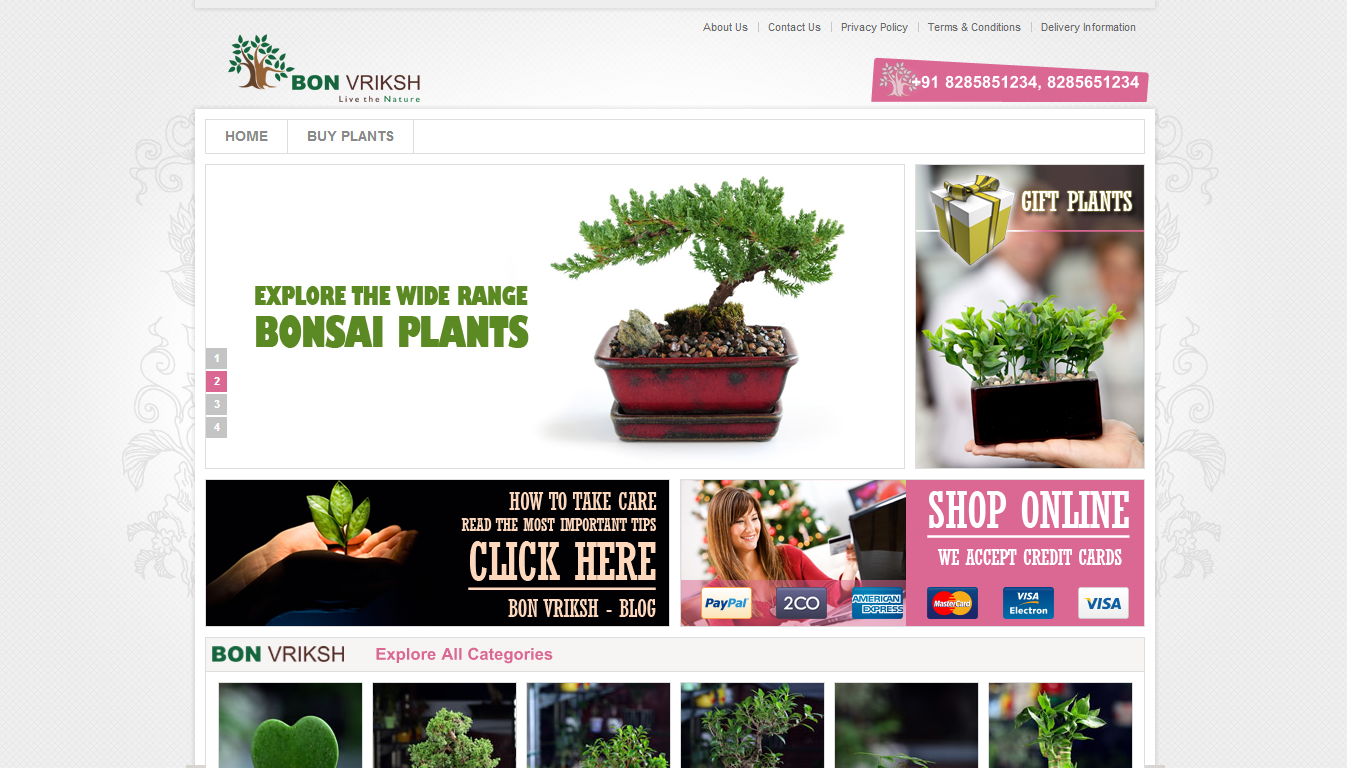 About Us
Contact Us
Privacy Policy
Terms & Conditions
Delivery Information
BON VRIKSH
Live the Nature
+91 8285851234, 8285651234
HOME
BUY PLANTS
EXPLORE THE WIDE RANGE
BONSAI PLANTS
1
2
3
4
GIFT PLANTS
HOW TO TAKE CARE
READ THE MOST IMPORTANT TIPS
CLICK HERE
BON VRIKSH - BLOG
SHOP ONLINE
WE ACCEPT CREDIT CARDS
PayPal
2CO
AMERICAN
EXPRESS
MasterCard
VISA
Electron
VISA
BON VRIKSH
Explore All Categories